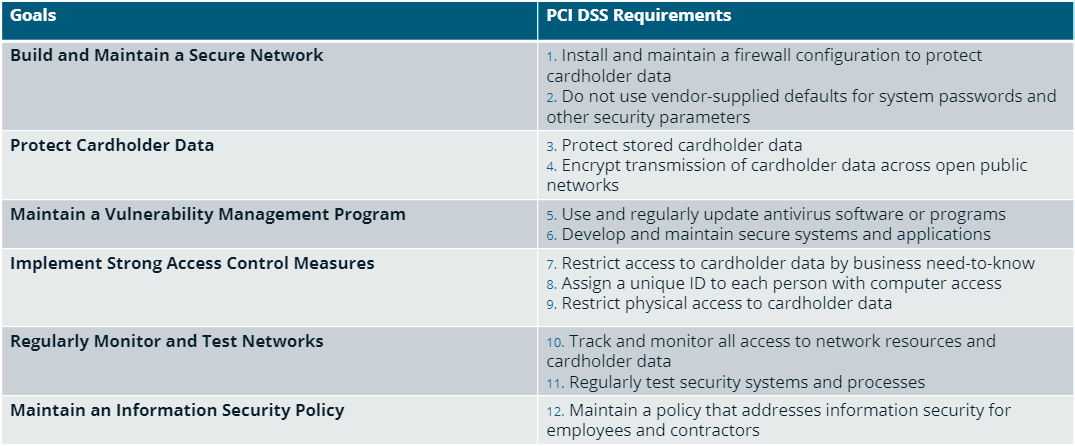 Goals
PCI DSS Requirements
Build and Maintain a Secure Network
1. Install and maintain a firewall configuration to protect
cardholder data
2. Do not use vendor-supplied defaults for system passwords and
other security parameters
Protect Cardholder Data
3. Protect stored cardholder data
4. Encrypt transmission of cardholder data across open public
networks
Maintain a Vulnerability Management Program
5. Use and regularly update antivirus software or programs
6. Develop and maintain secure systems and applications
Implement Strong Access Control Measures
7. Restrict access to cardholder data by business need-to-know
8. Assign a unique ID to each person with computer access
9. Restrict physical access to cardholder data
Regularly Monitor and Test Networks
10. Track and monitor all access to network resources and
cardholder data
11. Regularly test security systems and processes
Maintain an Information Security Policy
12. Maintain a policy that addresses information security for
employees and contractors